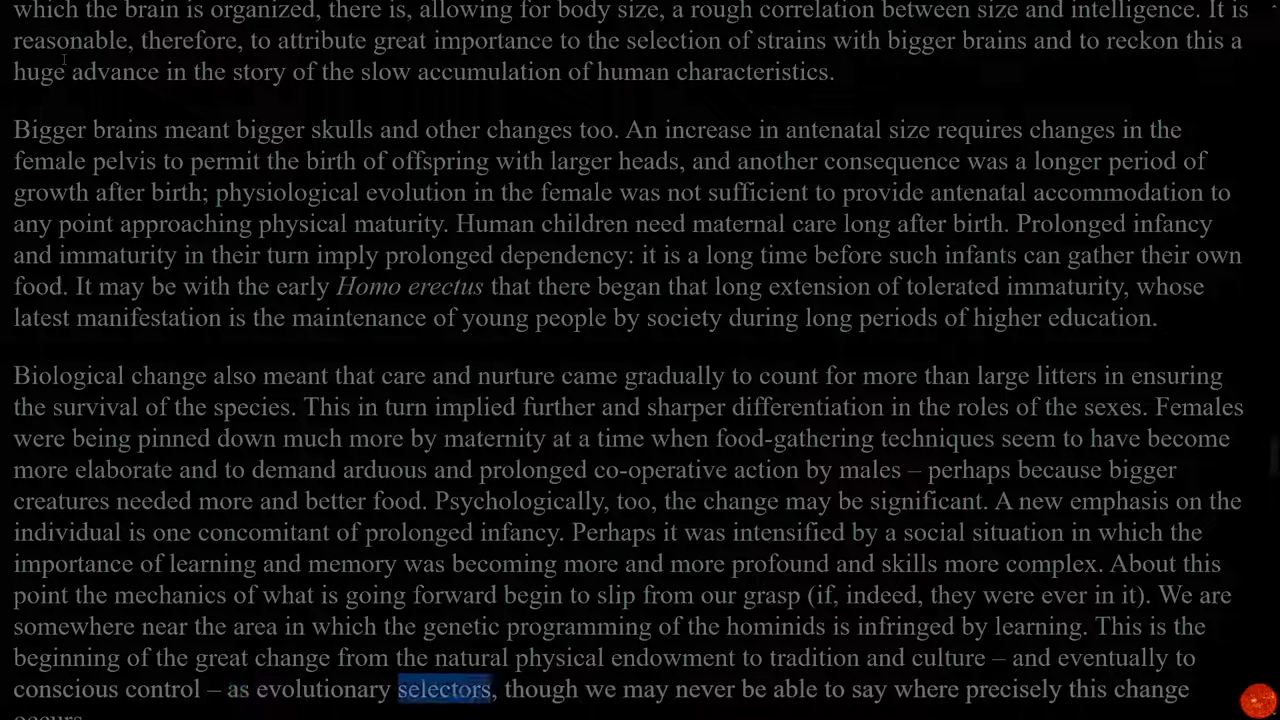 which the brain is organized, there is, allowing for body size, a rough correlation between size and intelligence. It is
reasonable, therefore, to attribute great importance to the selection of strains with bigger brains and to reckon this a
huge advance in the story of the slow accumulation of human characteristics.
Bigger brains meant bigger skulls and other changes too. An increase in antenatal size requires changes in the
female pelvis to permit the birth of offspring with larger heads, and another consequence was a longer period of
growth after birth; physiological evolution in the female was not sufficient to provide antenatal accommodation to
any point approaching physical maturity. Human children need maternal care long after birth. Prolonged infancy
and immaturity in their turn imply prolonged dependency: it is a long time before such infants can gather their own
food. It may be with the early Homo erectus that there began that long extension of tolerated immaturity, whose
latest manifestation is the maintenance of young people by society during long periods of higher education.
Biological change also meant that care and nurture came gradually to count for more than large litters in ensuring
the survival of the species. This in turn implied further and sharper differentiation in the roles of the sexes. Females
were being pinned down much more by maternity at a time when food-gathering techniques seem to have become
more elaborate and to demand arduous and prolonged co-operative action by males – perhaps because bigger
creatures needed more and better food. Psychologically, too, the change may be significant. A new emphasis on the
individual is one concomitant of prolonged infancy. Perhaps it was intensified by a social situation in which the
importance of learning and memory was becoming more and more profound and skills more complex. About this
point the mechanics of what is going forward begin to slip from our grasp (if, indeed, they were ever in it). We are
somewhere near the area in which the genetic programming of the hominids is infringed by learning. This is the
beginning of the great change from the natural physical endowment to tradition and culture – and eventually to
conscious control – as evolutionary selectors, though we may never be able to say where precisely this change
occurs.